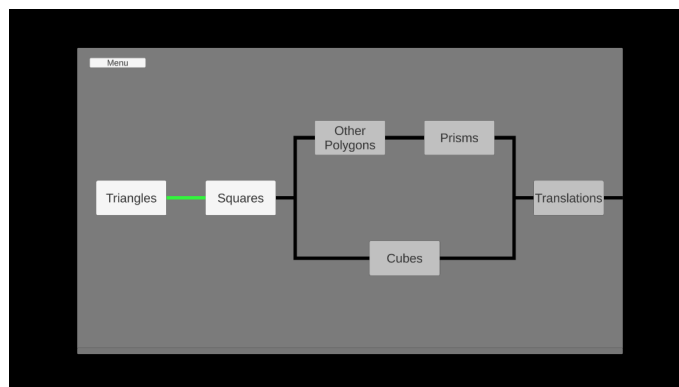 Menu
Other
Polygons
Prisms
Triangles
Squares
Translations
Cubes